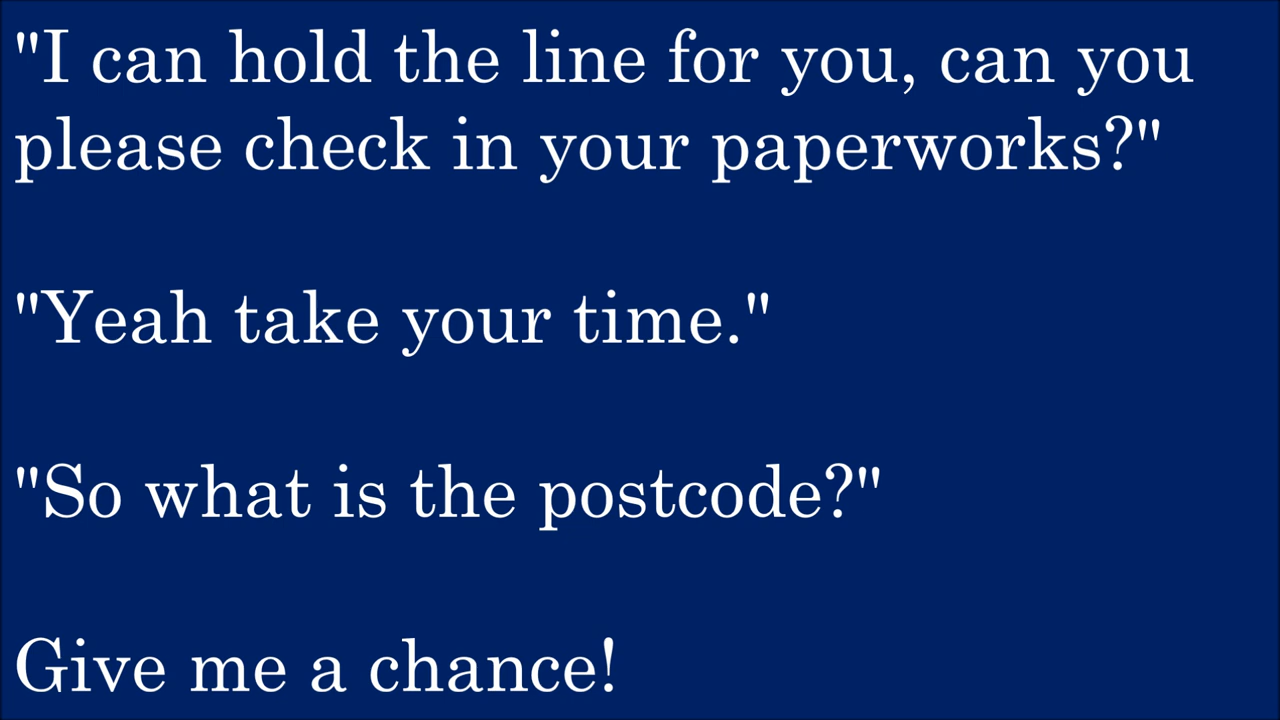 "I can hold the line for you, can you
please check in your paperworks?"
"Yeah take your time."
"So what is the postcode?"
Give me a chance!